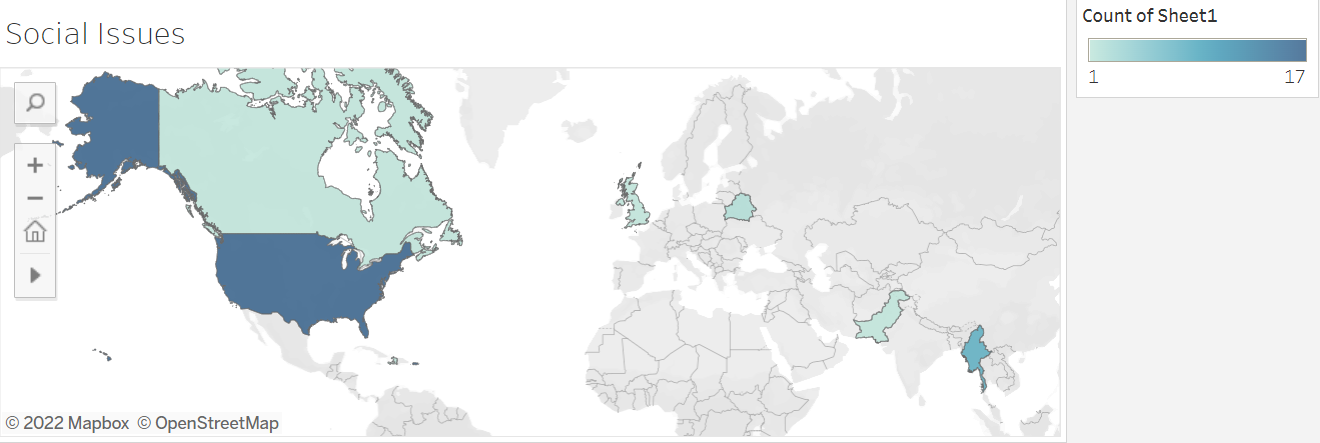 Social Issues
Count of Sheet1
1 17
© 2022 Mapbox © OpenStreetMap